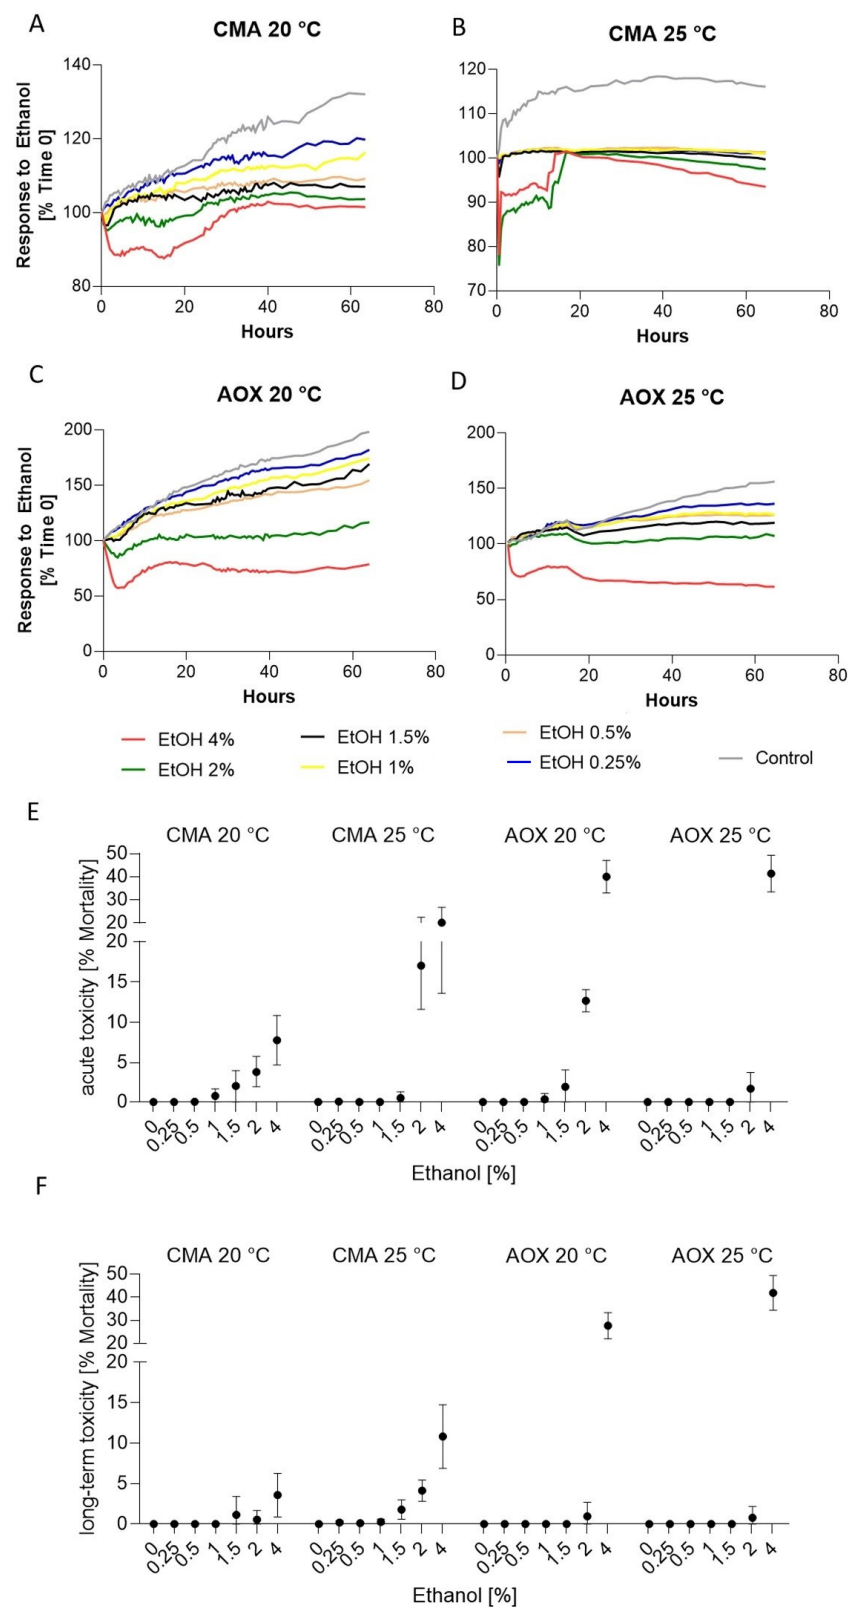 A
CMA 20 °C
Response to Ethanol
[% Time 0]
140
120
100
80
0 20 40 60 80
Hours
B
CMA 25 °C
120
110
100
90
80
70
0 20 40 60 80
Hours
C
AOX 20 °C
Response to Ethanol
[% Time 0]
200
150
100
50
0
0 20 40 60 80
Hours
D
AOX 25 °C
200
150
100
50
0
0 20 40 60 80
Hours
EtOH 4%
EtOH 2%
EtOH 1.5%
EtOH 1%
EtOH 0.5%
EtOH 0.25%
Control
E
CMA 20 °C CMA 25 °C AOX 20 °C AOX 25 °C
acute toxicity [% Mortality]
50
40
30
20
20
15
10
5
0
0 0.25 0.5 1 1.5 2 4 0 0.25 0.5 1 1.5 2 4 0 0.25 0.5 1 1.5 2 4 0 0.25 0.5 1 1.5 2 4
Ethanol [%]
F
CMA 20 °C CMA 25 °C AOX 20 °C AOX 25 °C
long-term toxicity [% Mortality]
50
40
30
20
20
15
10
5
0
0 0.25 0.5 1 1.5 2 4 0 0.25 0.5 1 1.5 2 4 0 0.25 0.5 1 1.5 2 4 0 0.25 0.5 1 1.5 2 4
Ethanol [%]